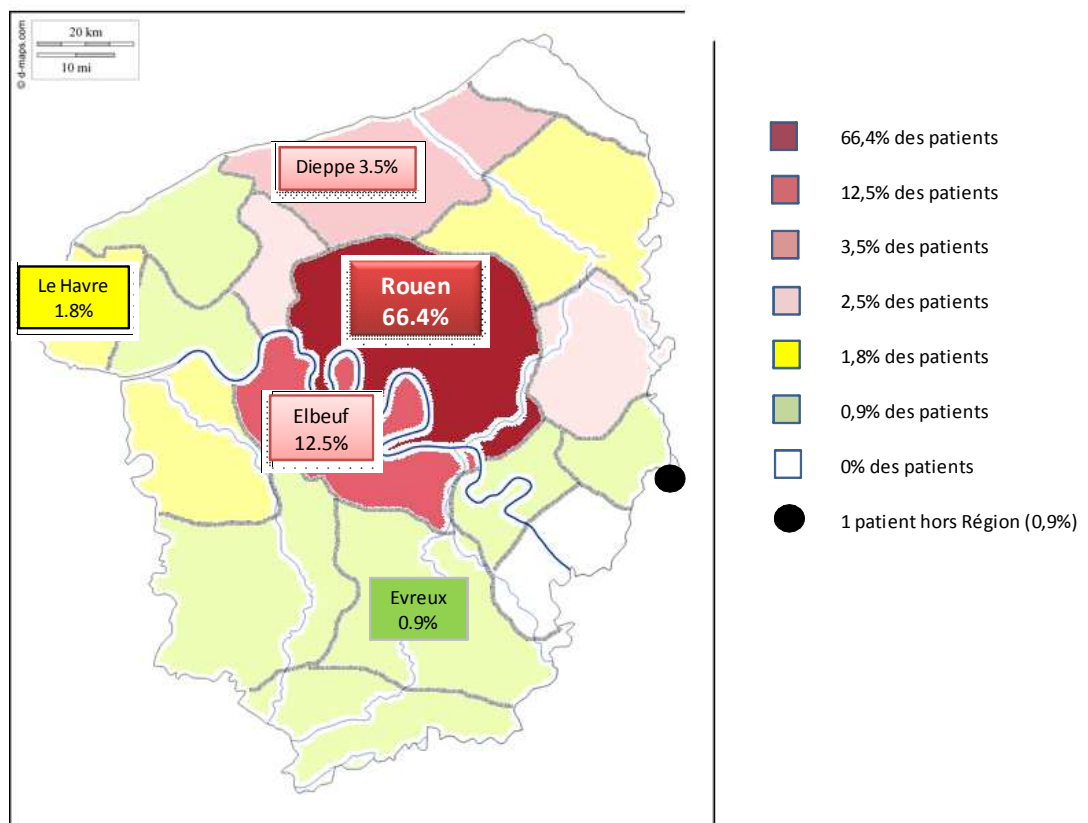 © d-maps.com
20 km
10 mi
Dieppe 3.5%
Le Havre
1.8%
Rouen
66.4%
Elbeuf
12.5%
Evreux
0.9%
66,4% des patients
12,5% des patients
3,5% des patients
2,5% des patients
1,8% des patients
0,9% des patients
0% des patients
1 patient hors Région (0,9%)